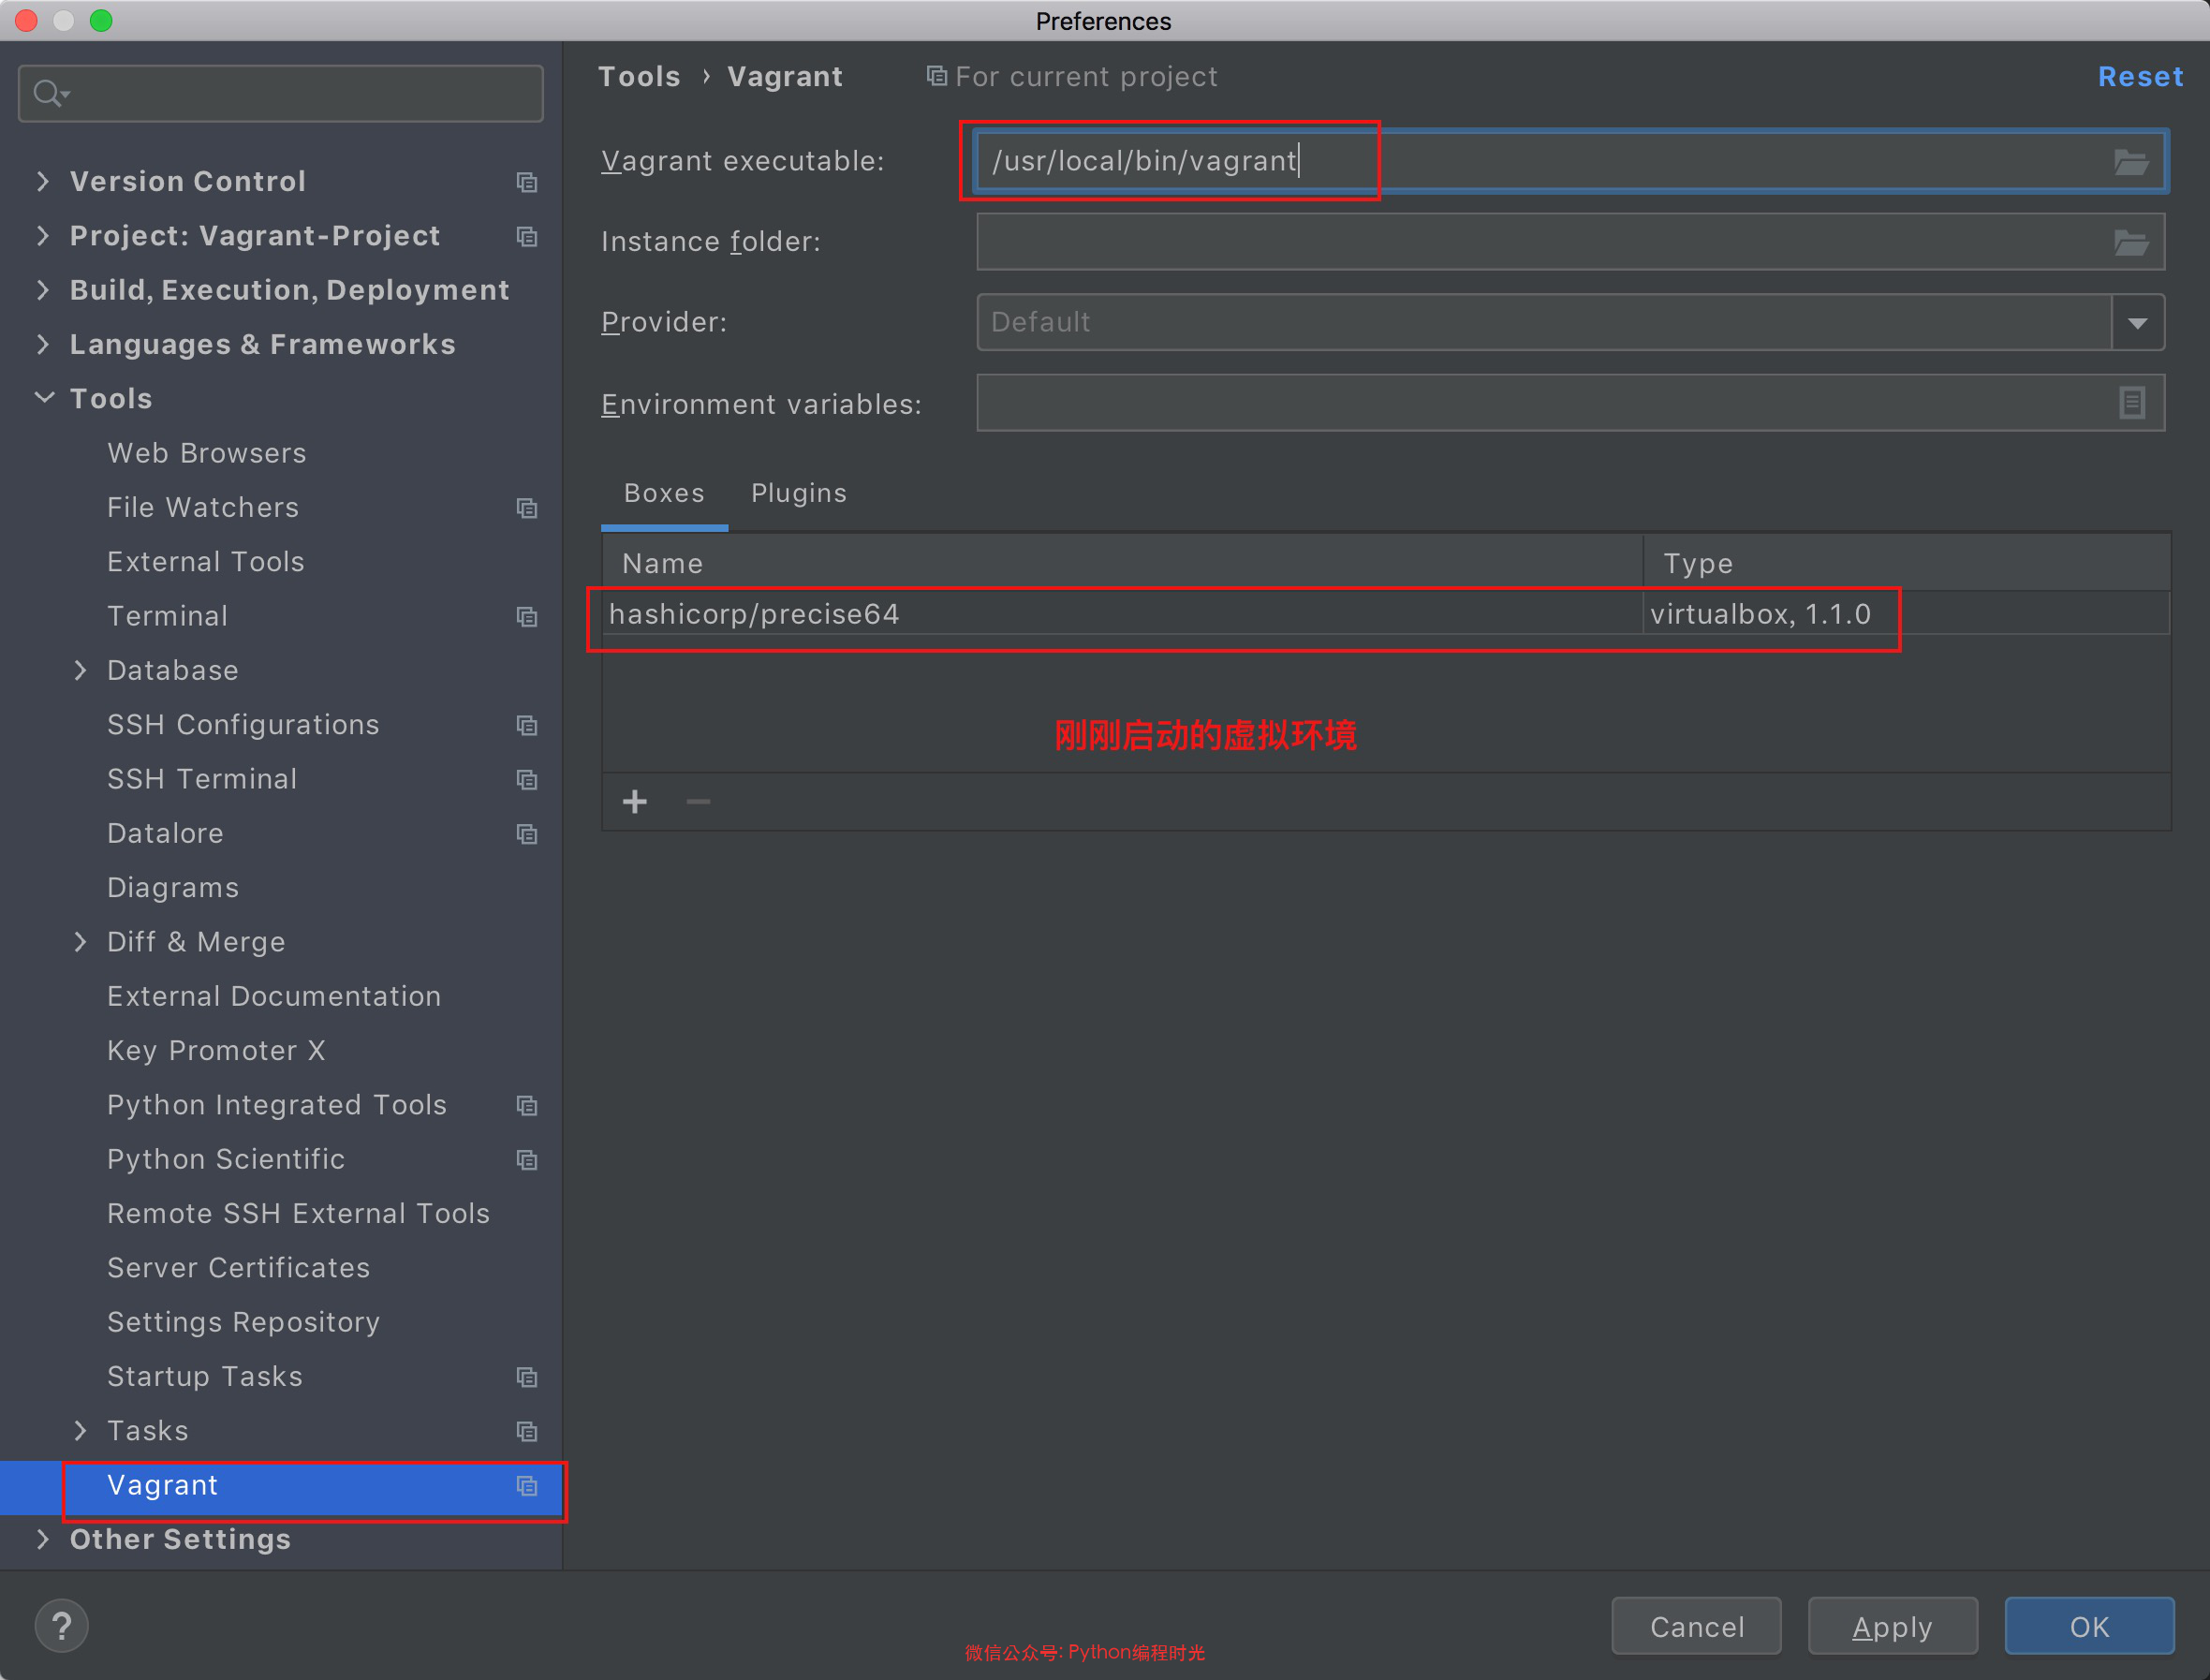 Preferences
Tools › Vagrant For current project Reset
Version Control
Project: Vagrant-Project
Build, Execution, Deployment
Languages & Frameworks
Tools
Web Browsers
File Watchers
External Tools
Terminal
Database
SSH Configurations
SSH Terminal
Datalore
Diagrams
Diff & Merge
External Documentation
Key Promoter X
Python Integrated Tools
Python Scientific
Remote SSH External Tools
Server Certificates
Settings Repository
Startup Tasks
Tasks
Vagrant
Other Settings
Vagrant executable: /usr/local/bin/vagrant
Instance folder:
Provider: Default
Environment variables:
Boxes Plugins
Name Type
hashicorp/precise64 virtualbox, 1.1.0
刚刚启动的虚拟环境
+ −
? Cancel Apply OK
微信公众号: Python编程时光